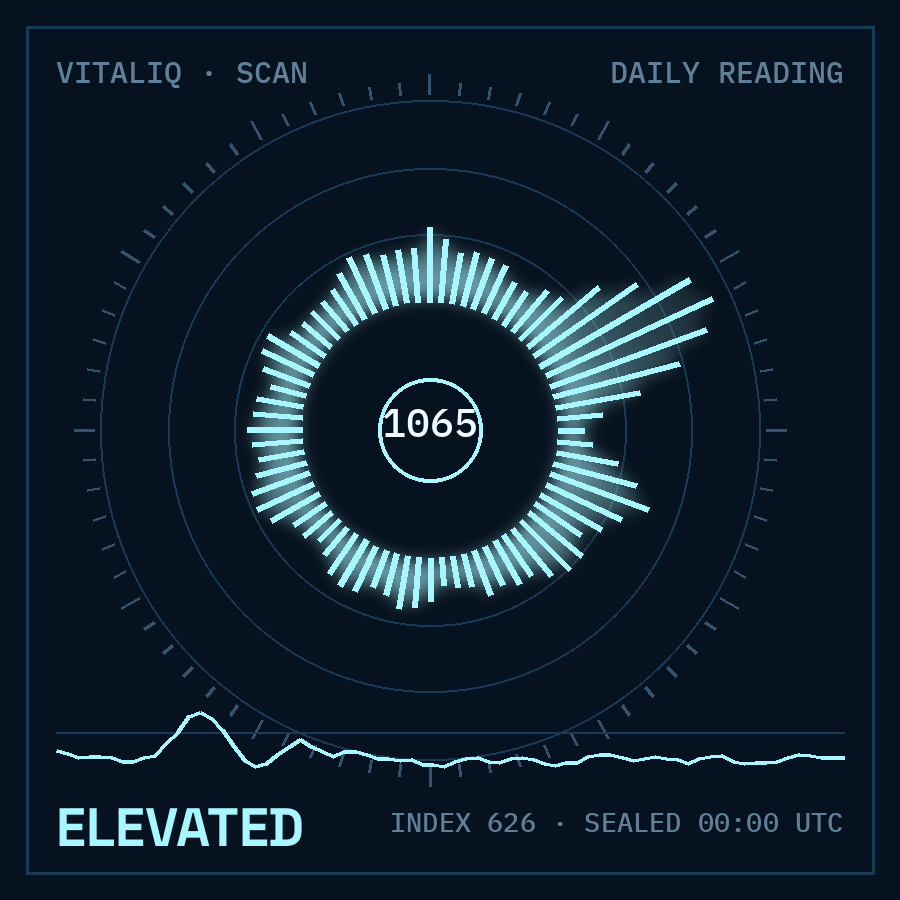 VITALIQ · SCAN
DAILY READING
1065
ELEVATED
INDEX 626 · SEALED 00:00 UTC